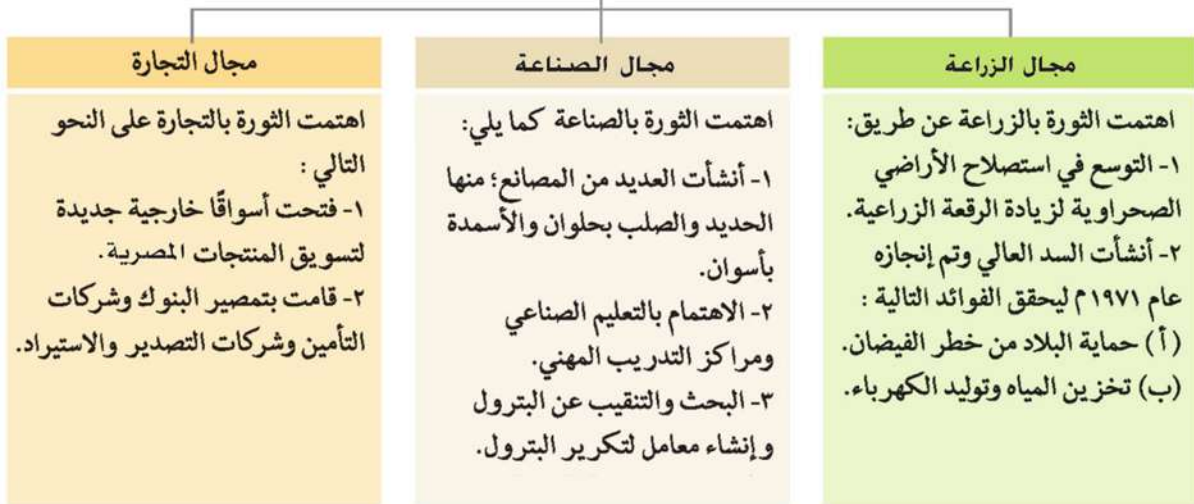 مجال الزراعة
اهتمت الثورة بالزراعة عن طريق:
١- التوسع في استصلاح الأراضي
الصحراوية لزيادة الرقعة الزراعية.
٢- أنشأت السد العالي وتم إنجازه
عام ١٩٧١م ليحقق الفوائد التالية :
(أ) حماية البلاد من خطر الفيضان.
(ب) تخزين المياه وتوليد الكهرباء.
مجال الصناعة
اهتمت الثورة بالصناعة كما يلي:
١- أنشأت العديد من المصانع؛ منها
الحديد والصلب بحلوان والأسمدة
بأسوان.
٢- الاهتمام بالتعليم الصناعي
ومراكز التدريب المهني.
٣- البحث والتنقيب عن البترول
وإنشاء معامل لتكرير البترول.
مجال التجارة
اهتمت الثورة بالتجارة على النحو
التالي :
١- فتحت أسواقًا خارجية جديدة
لتسويق المنتجات المصرية.
٢- قامت بتمصير البنوك وشركات
التأمين وشركات التصدير والاستيراد.